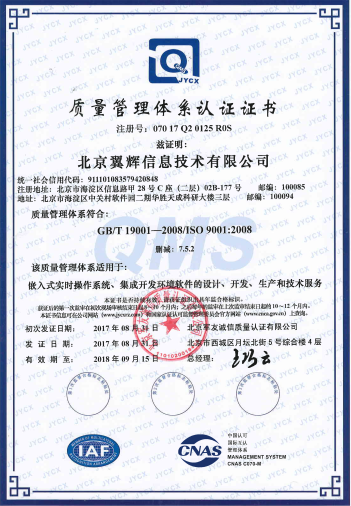 JYCX
质量管理体系认证证书
注册号：070 17 Q2 0125 R0S
兹证明：
北京翼辉信息技术有限公司
统一社会信用代码：911101083579420848
注册地址：北京市海淀区信息路甲 28 号 C 座（二层）02B-177 号 邮编：100085
地址：北京市海淀区中关村软件园二期华胜天成科研大楼三层 邮编：100094
质量管理体系符合：
GB/T 19001—2008/ISO 9001:2008
删减：7.5.2
QMS
该质量管理体系适用于：
嵌入式实时操作系统、集成开发环境软件的设计、开发、生产和技术服务
初次发证日期： 2017 年 08 月 31 日 北京军友诚信质量认证有限公司
发 证 日 期： 2017 年 08 月 31 日 北京市西城区月坛北街 5 号综合楼 4 层
有 效 期 至： 2018 年 09 月 15 日 总经理：
IAF
CNAS
中国认可
国际互认
管理体系
MANAGEMENT SYSTEM
CNAS C070-M